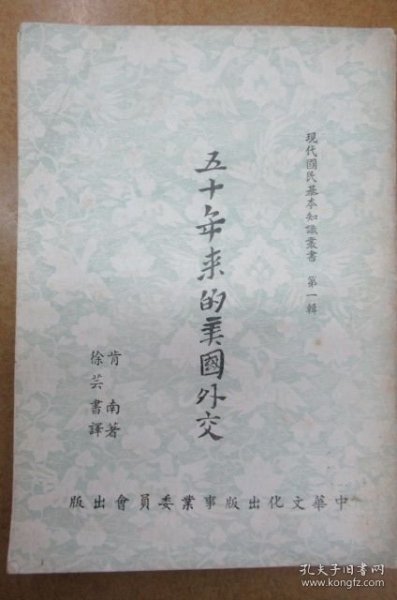 現代國民基本知識叢書 第一輯
五十年来的美國外交
肯南著
徐芸書譯
中華文化出版事業委員會出版
孔夫子旧书网
www.kongfz.com